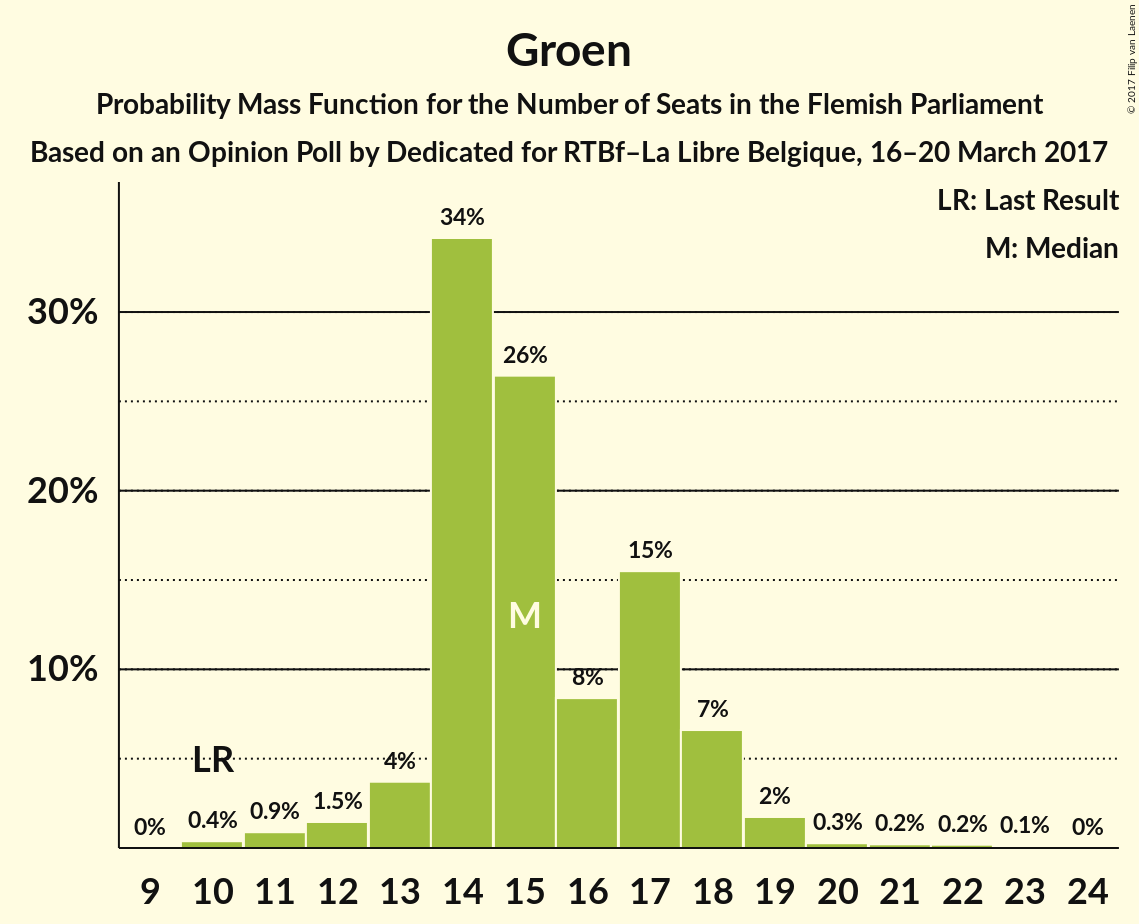 © 2017 Filip van Laenen
Groen
Probability Mass Function for the Number of Seats in the Flemish Parliament
Based on an Opinion Poll by Dedicated for RTBf–La Libre Belgique, 16–20 March 2017
LR: Last Result
M: Median
34%
30%
26%
20%
15%
M
10%
8%
7%
LR
4%
2%
1.5%
0.9%
0% 0.4% 0.3% 0.2% 0.2% 0.1% 0%
9 10 11 12 13 14 15 16 17 18 19 20 21 22 23 24